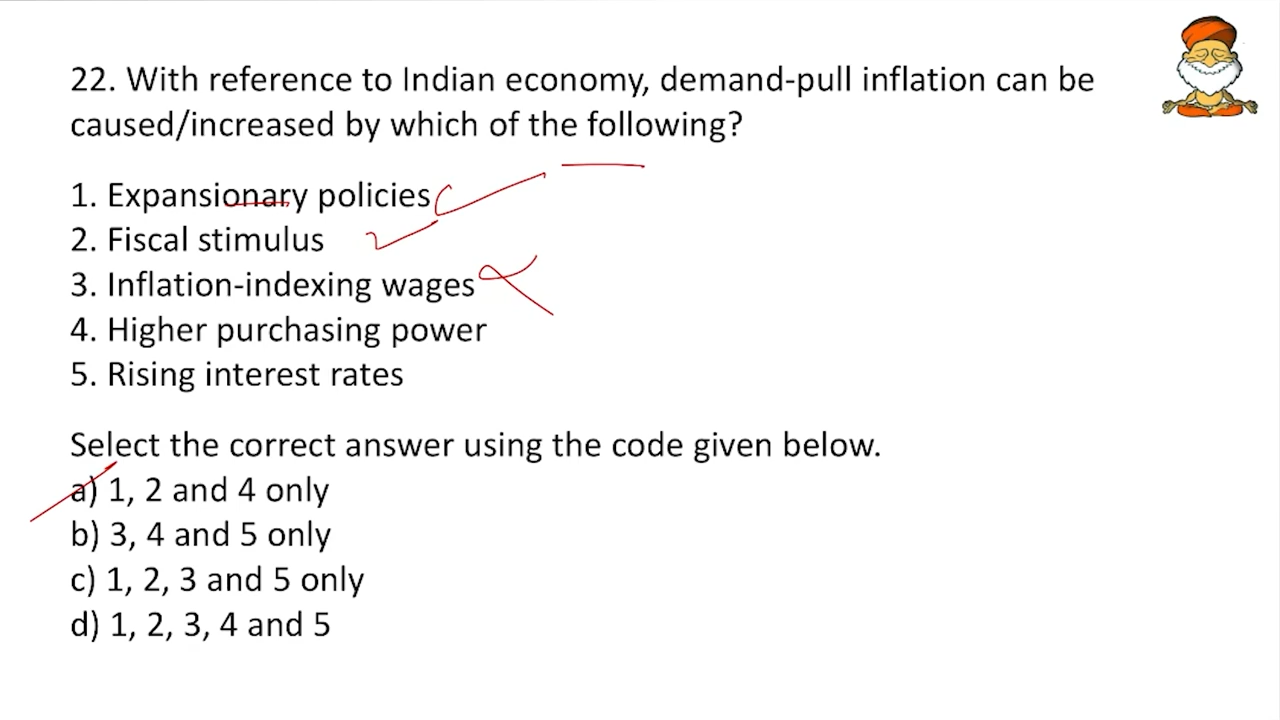 22. With reference to Indian economy, demand-pull inflation can be
caused/increased by which of the following?
1. Expansionary policies
2. Fiscal stimulus
3. Inflation-indexing wages
4. Higher purchasing power
5. Rising interest rates
Select the correct answer using the code given below.
a) 1, 2 and 4 only
b) 3, 4 and 5 only
c) 1, 2, 3 and 5 only
d) 1, 2, 3, 4 and 5